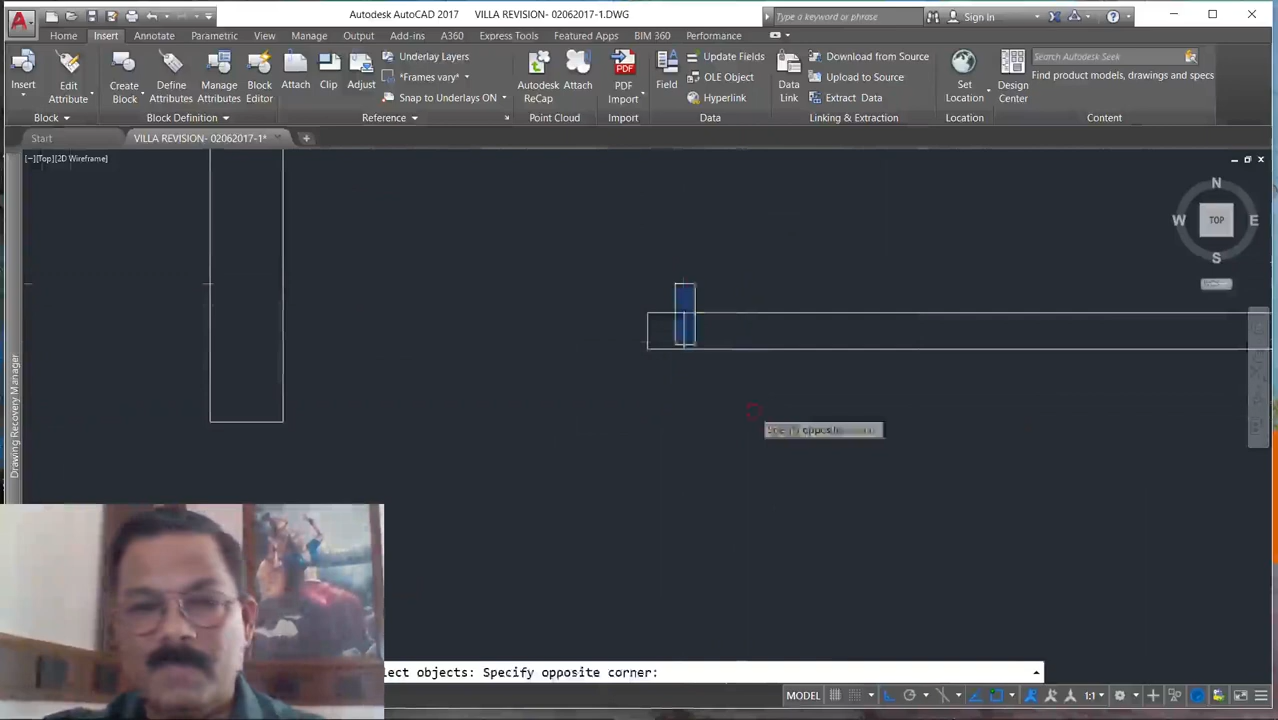 Autodesk AutoCAD 2017 VILLA REVISION- 02062017-1.DWG
Type a keyword or phrase
Sign In
Home Insert Annotate Parametric View Manage Output Add-ins A360 Express Tools Featured Apps BIM 360 Performance
Insert
Edit Attribute
Block
Create Block
Define Attributes
Manage Attributes
Block Editor
Block Definition
Attach
Clip
Adjust
Underlay Layers
*Frames vary*
Snap to Underlays ON
Reference
Autodesk ReCap
Attach
Point Cloud
PDF Import
Import
Field
Update Fields
OLE Object
Hyperlink
Data
Data Link
Download from Source
Upload to Source
Extract Data
Linking & Extraction
Set Location
Location
Design Center
Search Autodesk Seek
Find product models, drawings and specs
Content
Start
VILLA REVISION- 02062017-1*
[−][Top][2D Wireframe]
N
W TOP E
S
Drawing Recovery Manager
opposite
lect objects: Specify opposite corner:
MODEL
1:1